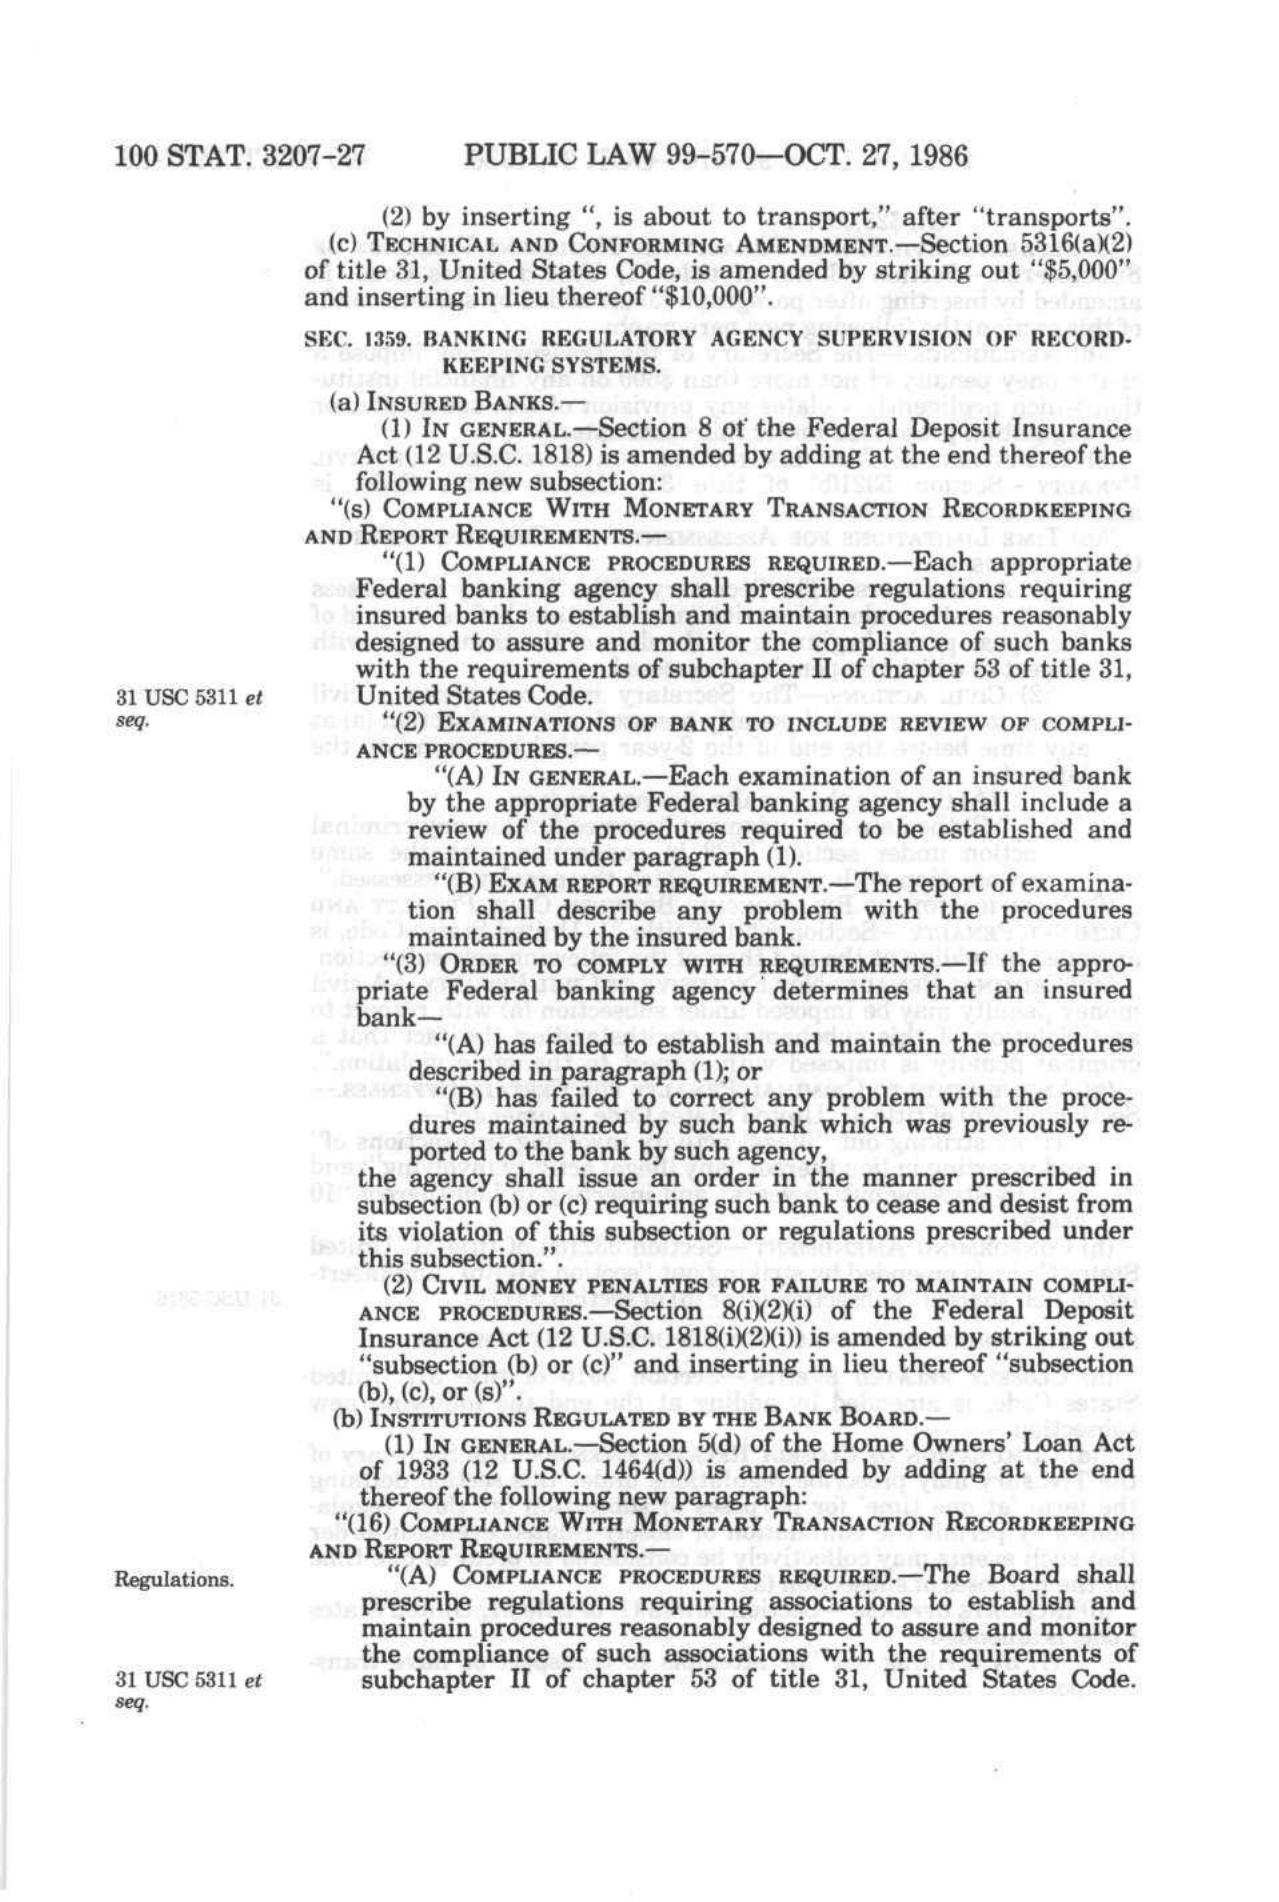 100 STAT. 3207-27 PUBLIC LAW 99-570—OCT. 27, 1986
(2) by inserting “, is about to transport,” after “transports”.
(c) TECHNICAL AND CONFORMING AMENDMENT.—Section 5316(a)(2)
of title 31, United States Code, is amended by striking out “$5,000”
and inserting in lieu thereof “$10,000”.
SEC. 1359. BANKING REGULATORY AGENCY SUPERVISION OF RECORD-
KEEPING SYSTEMS.
(a) INSURED BANKS.—
(1) IN GENERAL.—Section 8 of the Federal Deposit Insurance
Act (12 U.S.C. 1818) is amended by adding at the end thereof the
following new subsection:
“(s) COMPLIANCE WITH MONETARY TRANSACTION RECORDKEEPING
AND REPORT REQUIREMENTS.—
“(1) COMPLIANCE PROCEDURES REQUIRED.—Each appropriate
Federal banking agency shall prescribe regulations requiring
insured banks to establish and maintain procedures reasonably
designed to assure and monitor the compliance of such banks
with the requirements of subchapter II of chapter 53 of title 31,
United States Code.
31 USC 5311 et
seq.
“(2) EXAMINATIONS OF BANK TO INCLUDE REVIEW OF COMPLI-
ANCE PROCEDURES.—
“(A) IN GENERAL.—Each examination of an insured bank
by the appropriate Federal banking agency shall include a
review of the procedures required to be established and
maintained under paragraph (1).
“(B) EXAM REPORT REQUIREMENT.—The report of examina-
tion shall describe any problem with the procedures
maintained by the insured bank.
“(3) ORDER TO COMPLY WITH REQUIREMENTS.—If the appro-
priate Federal banking agency determines that an insured
bank—
“(A) has failed to establish and maintain the procedures
described in paragraph (1); or
“(B) has failed to correct any problem with the proce-
dures maintained by such bank which was previously re-
ported to the bank by such agency,
the agency shall issue an order in the manner prescribed in
subsection (b) or (c) requiring such bank to cease and desist from
its violation of this subsection or regulations prescribed under
this subsection.”.
(2) CIVIL MONEY PENALTIES FOR FAILURE TO MAINTAIN COMPLI-
ANCE PROCEDURES.—Section 8(i)(2)(i) of the Federal Deposit
Insurance Act (12 U.S.C. 1818(i)(2)(i)) is amended by striking out
“subsection (b) or (c)” and inserting in lieu thereof “subsection
(b), (c), or (s)”.
(b) INSTITUTIONS REGULATED BY THE BANK BOARD.—
(1) IN GENERAL.—Section 5(d) of the Home Owners’ Loan Act
of 1933 (12 U.S.C. 1464(d)) is amended by adding at the end
thereof the following new paragraph:
“(16) COMPLIANCE WITH MONETARY TRANSACTION RECORDKEEPING
AND REPORT REQUIREMENTS.—
Regulations.
“(A) COMPLIANCE PROCEDURES REQUIRED.—The Board shall
prescribe regulations requiring associations to establish and
maintain procedures reasonably designed to assure and monitor
the compliance of such associations with the requirements of
subchapter II of chapter 53 of title 31, United States Code.
31 USC 5311 et
seq.